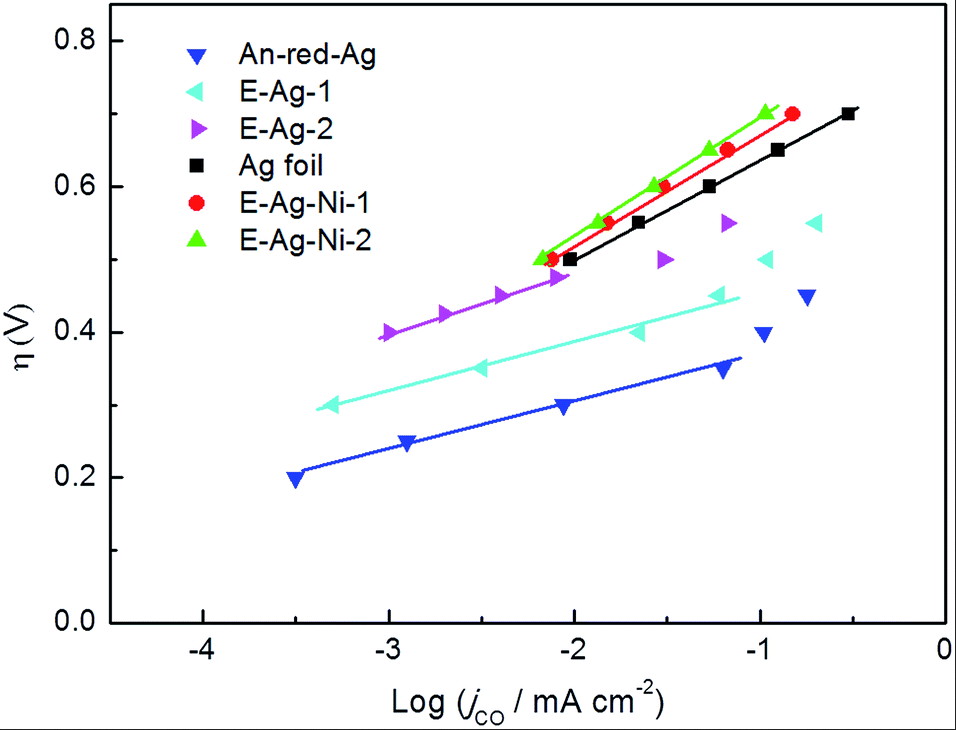 0.8
0.6
0.4
0.2
0.0
η (V)
An-red-Ag
E-Ag-1
E-Ag-2
Ag foil
E-Ag-Ni-1
E-Ag-Ni-2
-4 -3 -2 -1 0
Log (jCO / mA cm-2)